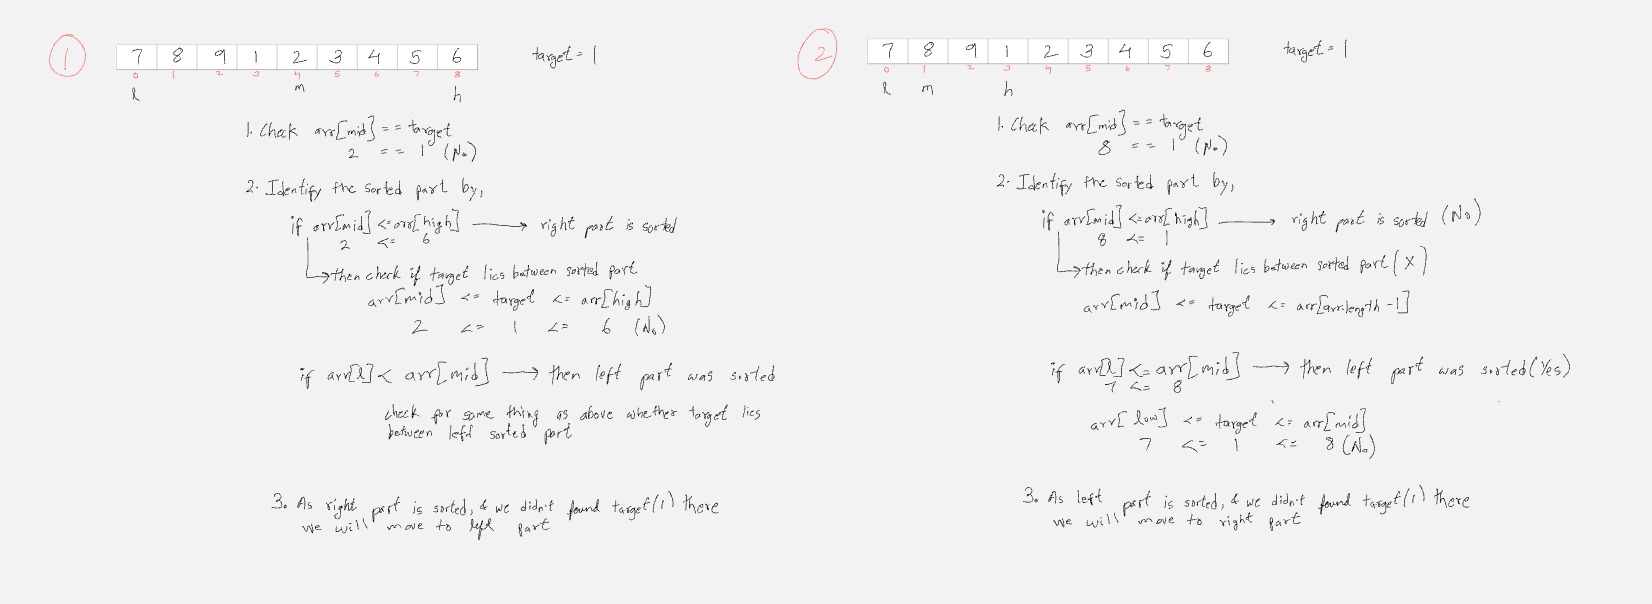 1
7 8 9 1 2 3 4 5 6 target = 1
0 1 2 3 4 5 6 7 8
l m h
1. Check arr[mid] == target
2 == 1 (No)
2. Identify the sorted part by,
if arr[mid] <= arr[high] → right part is sorted
2 <= 6
then check if target lies between sorted part
arr[mid] <= target <= arr[high]
2 <= 1 <= 6 (No)
if arr[l] < arr[mid] → then left part was sorted
check for same thing as above whether target lies
between left sorted part
3. As right part is sorted, & we didn't found target(1) there
we will move to left part
2
7 8 9 1 2 3 4 5 6 target = 1
0 1 2 3 4 5 6 7 8
l m h
1. Check arr[mid] == target
8 == 1 (No)
2. Identify the sorted part by,
if arr[mid] <= arr[high] → right part is sorted (No)
8 <= 1
then check if target lies between sorted part (X)
arr[mid] <= target <= arr[arr.length -1]
if arr[l] <= arr[mid] → then left part was sorted (Yes)
7 <= 8
arr[low] <= target <= arr[mid]
7 <= 1 <= 8 (No)
3. As left part is sorted, & we didn't found target(1) there
we will move to right part